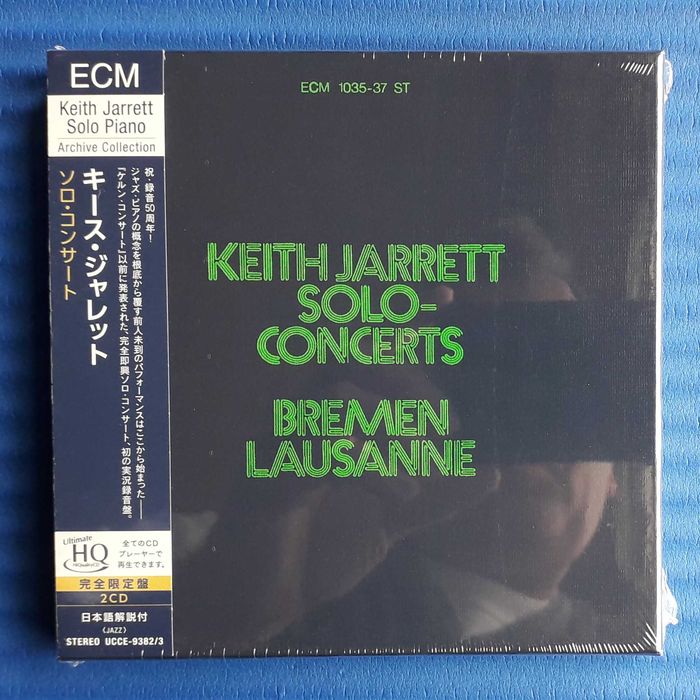 ECM
Keith Jarrett
Solo Piano
Archive Collection
キース・ジャレット
ソロ・コンサート
祝・録音50周年！
ジャズ・ピアノの概念を根底から覆す前人未到のパフォーマンスはここから始まった――
『ケルン・コンサート』以前に発表された、完全即興ソロ・コンサート、初の実況録音盤。
Ultimate
HQ
HiQualityCD
全てのCD
プレーヤーで
再生できます。
完全限定盤
2CD
日本語解説付
(JAZZ)
STEREO UCCE-9382/3
ECM 1035-37 ST
KEITH JARRETT
SOLO-
CONCERTS
BREMEN
LAUSANNE